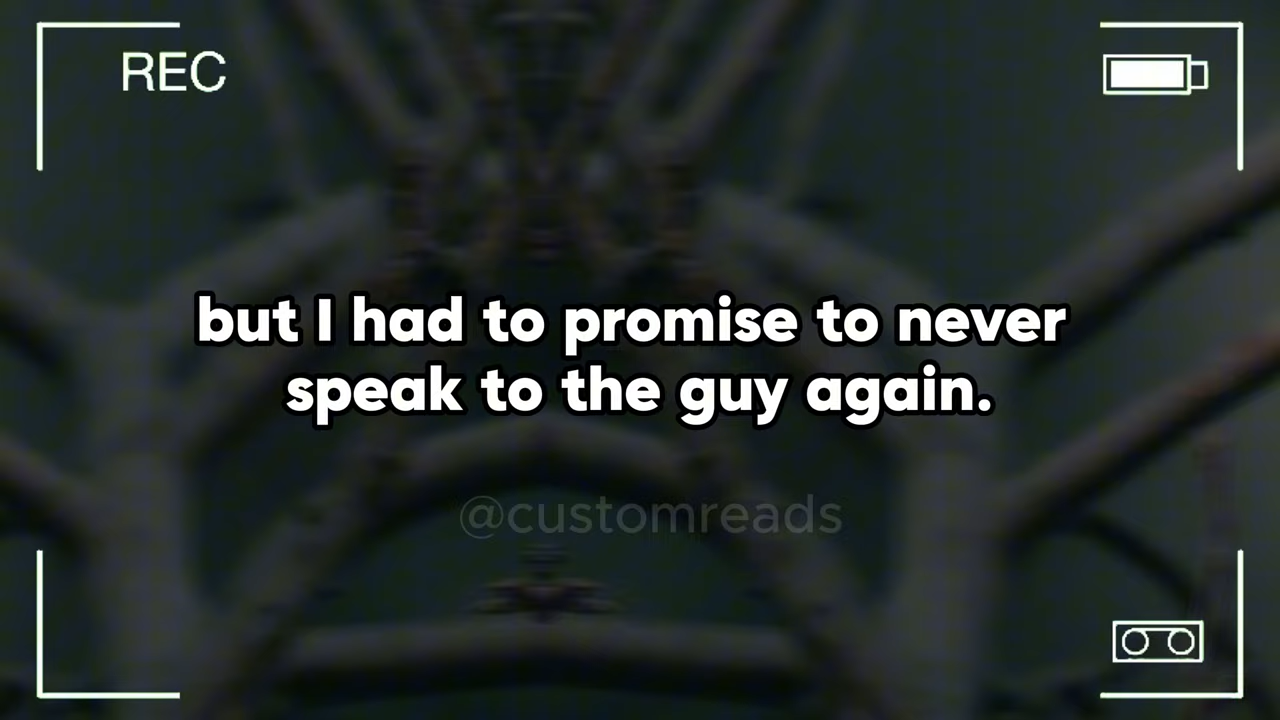 REC
but I had to promise to never
speak to the guy again.
@customreads